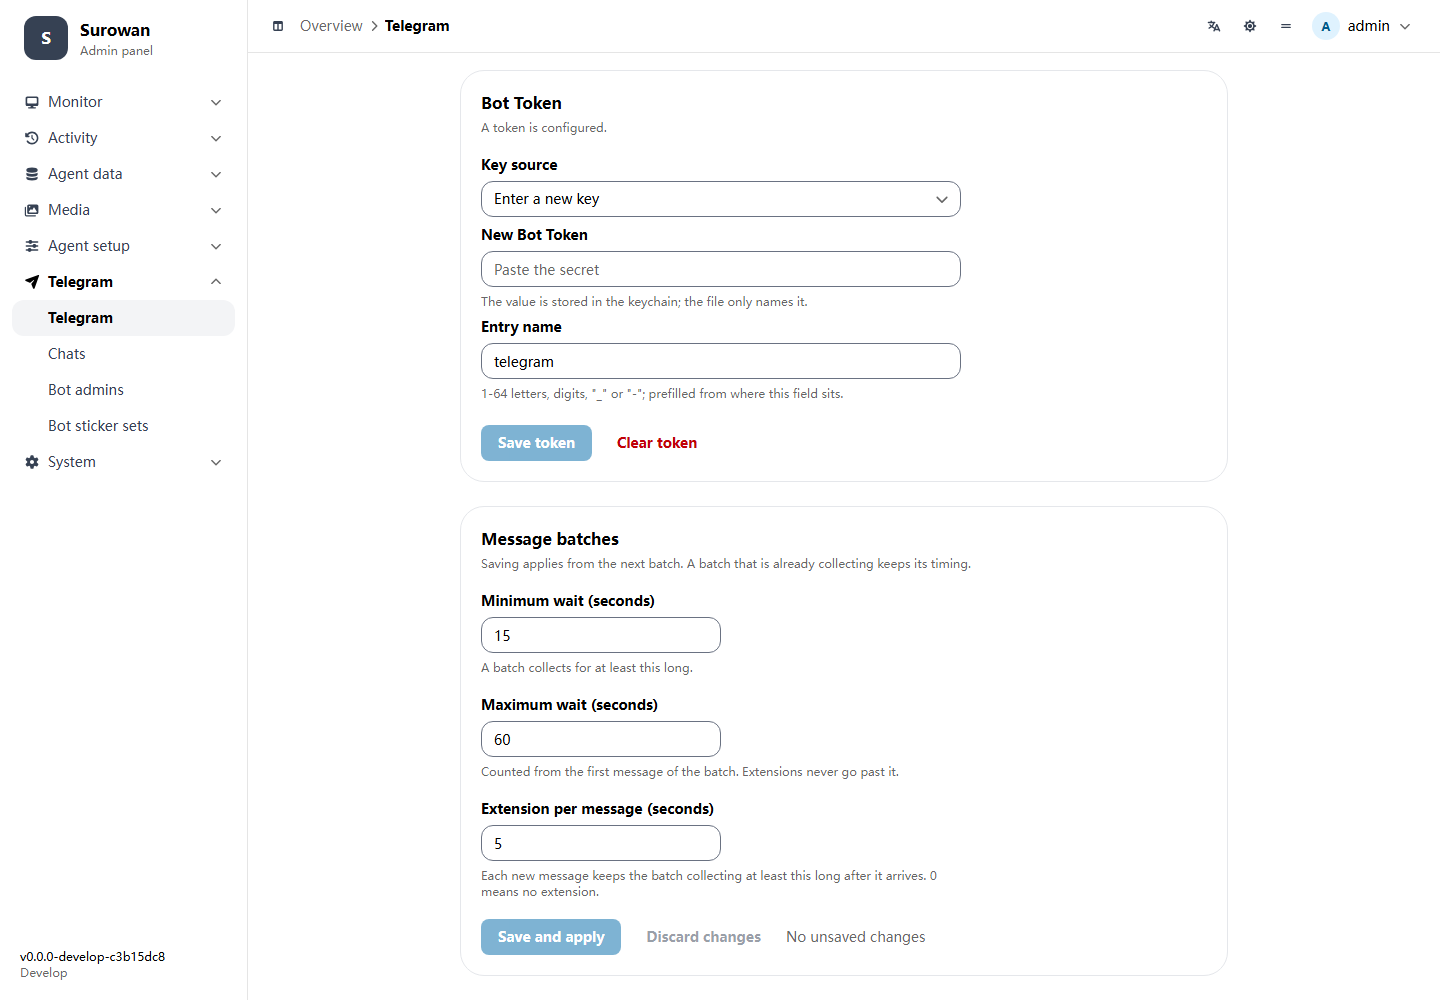 S
Surowan
Admin panel
Monitor
Activity
Agent data
Media
Agent setup
Telegram
Telegram
Chats
Bot admins
Bot sticker sets
System
v0.0.0-develop-c3b15dc8
Develop
Overview > Telegram
A admin
Bot Token
A token is configured.
Key source
Enter a new key
New Bot Token
Paste the secret
The value is stored in the keychain; the file only names it.
Entry name
telegram
1-64 letters, digits, "_" or "-"; prefilled from where this field sits.
Save token Clear token
Message batches
Saving applies from the next batch. A batch that is already collecting keeps its timing.
Minimum wait (seconds)
15
A batch collects for at least this long.
Maximum wait (seconds)
60
Counted from the first message of the batch. Extensions never go past it.
Extension per message (seconds)
5
Each new message keeps the batch collecting at least this long after it arrives. 0
means no extension.
Save and apply Discard changes No unsaved changes